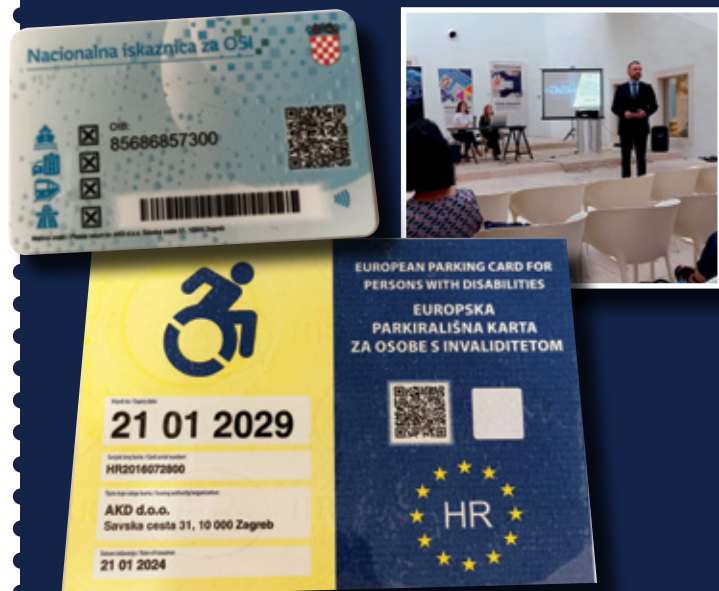 Nacionalna iskaznica za OSI
OIB:
85686857300
EUROPEAN PARKING CARD FOR
PERSONS WITH DISABILITIES
EUROPSKA
PARKIRALIŠNA KARTA
ZA OSOBE S INVALIDITETOM
21 01 2029
HR2016072800
AKD d.o.o.
Savska cesta 31, 10 000 Zagreb
21 01 2024
HR